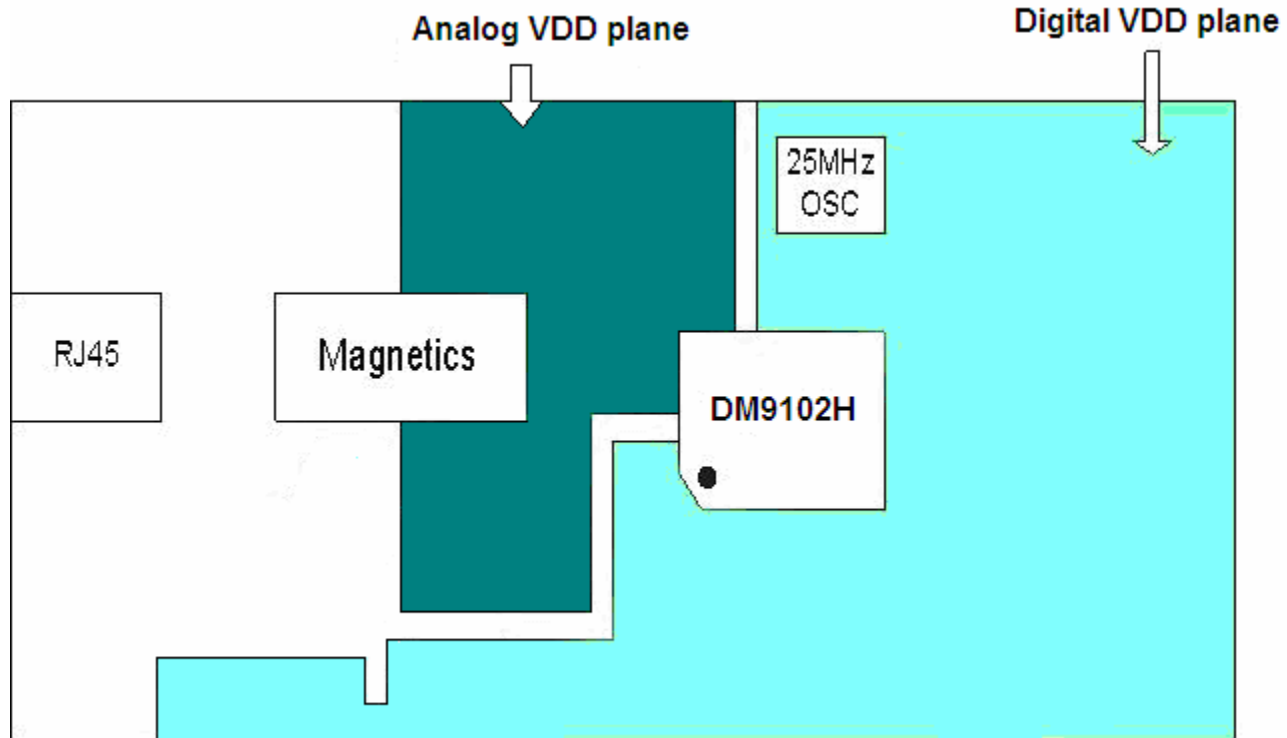 Analog VDD plane
Digital VDD plane
25MHz
OSC
RJ45
Magnetics
DM9102H